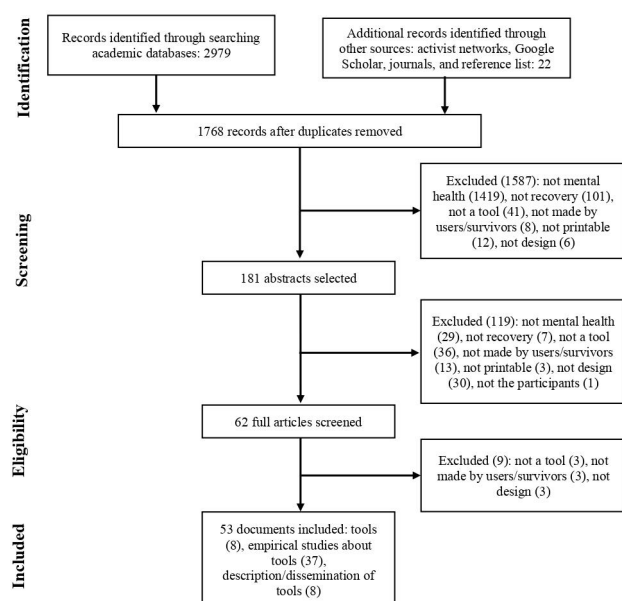 Identification
Records identified through searching
academic databases: 2979
Additional records identified through
other sources: activist networks, Google
Scholar, journals, and reference list: 22
1768 records after duplicates removed
Screening
Excluded (1587): not mental
health (1419), not recovery (101),
not a tool (41), not made by
users/survivors (8), not printable
(12), not design (6)
181 abstracts selected
Excluded (119): not mental health
(29), not recovery (7), not a tool
(36), not made by users/survivors
(13), not printable (3), not design
(30), not the participants (1)
Eligibility
62 full articles screened
Excluded (9): not a tool (3), not
made by users/survivors (3), not
design (3)
Included
53 documents included: tools
(8), empirical studies about
tools (37),
description/dissemination of
tools (8)